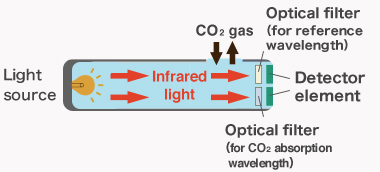 Optical filter
(for reference
wavelength)
CO₂ gas
Light
source
Infrared
light
Detector
element
Optical filter
(for CO₂ absorption
wavelength)